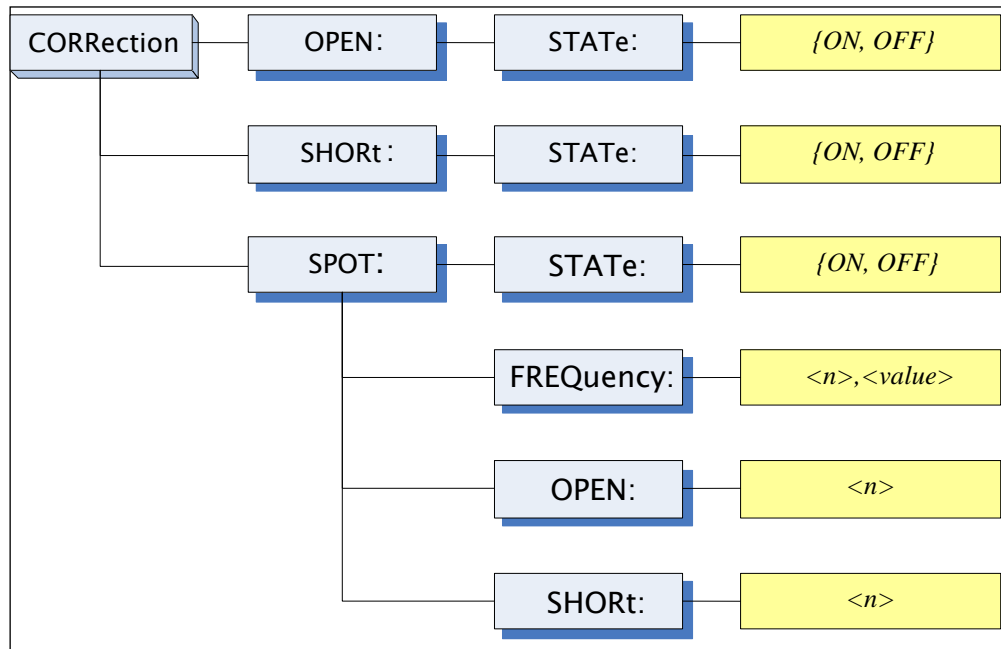 CORRection OPEN: STATe: {ON, OFF}
SHORt: STATe: {ON, OFF}
SPOT: STATe: {ON, OFF}
FREQuency: <n>,<value>
OPEN: <n>
SHORt: <n>